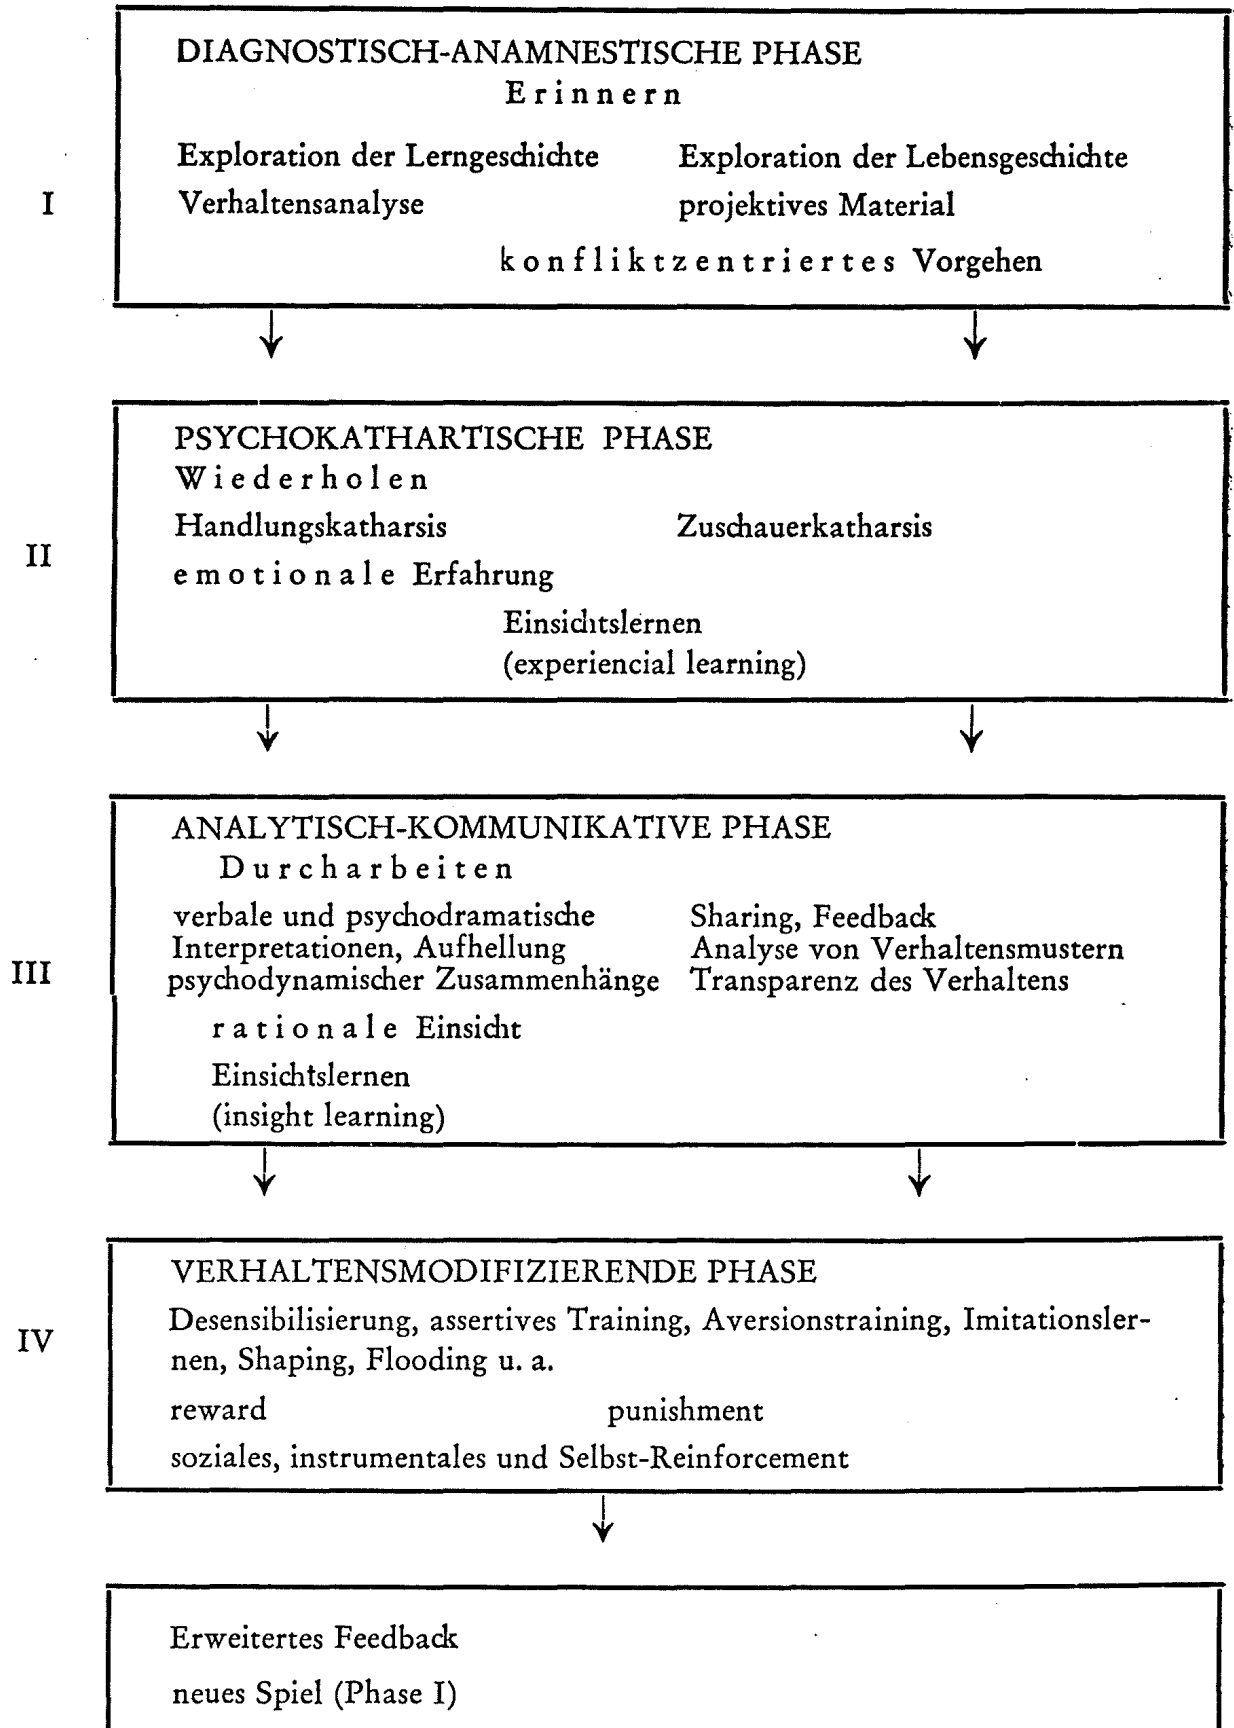 DIAGNOSTISCH-ANAMNESTISCHE PHASE
Erinnern
Exploration der Lerngeschichte Exploration der Lebensgeschichte
I Verhaltensanalyse projektives Material
konfliktzentriertes Vorgehen
PSYCHOKATHARTISCHE PHASE
Wiederholen
Handlungskatharsis Zuschauerkatharsis
II
emotionale Erfahrung
Einsichtslernen
(experiencial learning)
ANALYTISCH-KOMMUNIKATIVE PHASE
Durcharbeiten
verbale und psychodramatische Sharing, Feedback
Interpretationen, Aufhellung Analyse von Verhaltensmustern
III psychodynamischer Zusammenhänge Transparenz des Verhaltens
rationale Einsicht
Einsichtslernen
(insight learning)
VERHALTENSMODIFIZIERENDE PHASE
Desensibilisierung, assertives Training, Aversionstraining, Imitationsler-
IV
nen, Shaping, Flooding u. a.
reward punishment
soziales, instrumentales und Selbst-Reinforcement
Erweitertes Feedback
neues Spiel (Phase I)